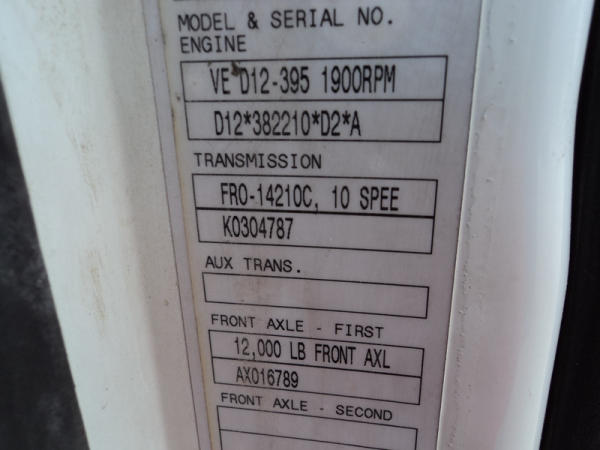 MODEL & SERIAL NO.
ENGINE
VE D12-395 1900RPM
D12*382210*D2*A
TRANSMISSION
FRO-14210C, 10 SPEE
K0304787
AUX TRANS.
FRONT AXLE - FIRST
12,000 LB FRONT AXL
AX016789
FRONT AXLE - SECOND